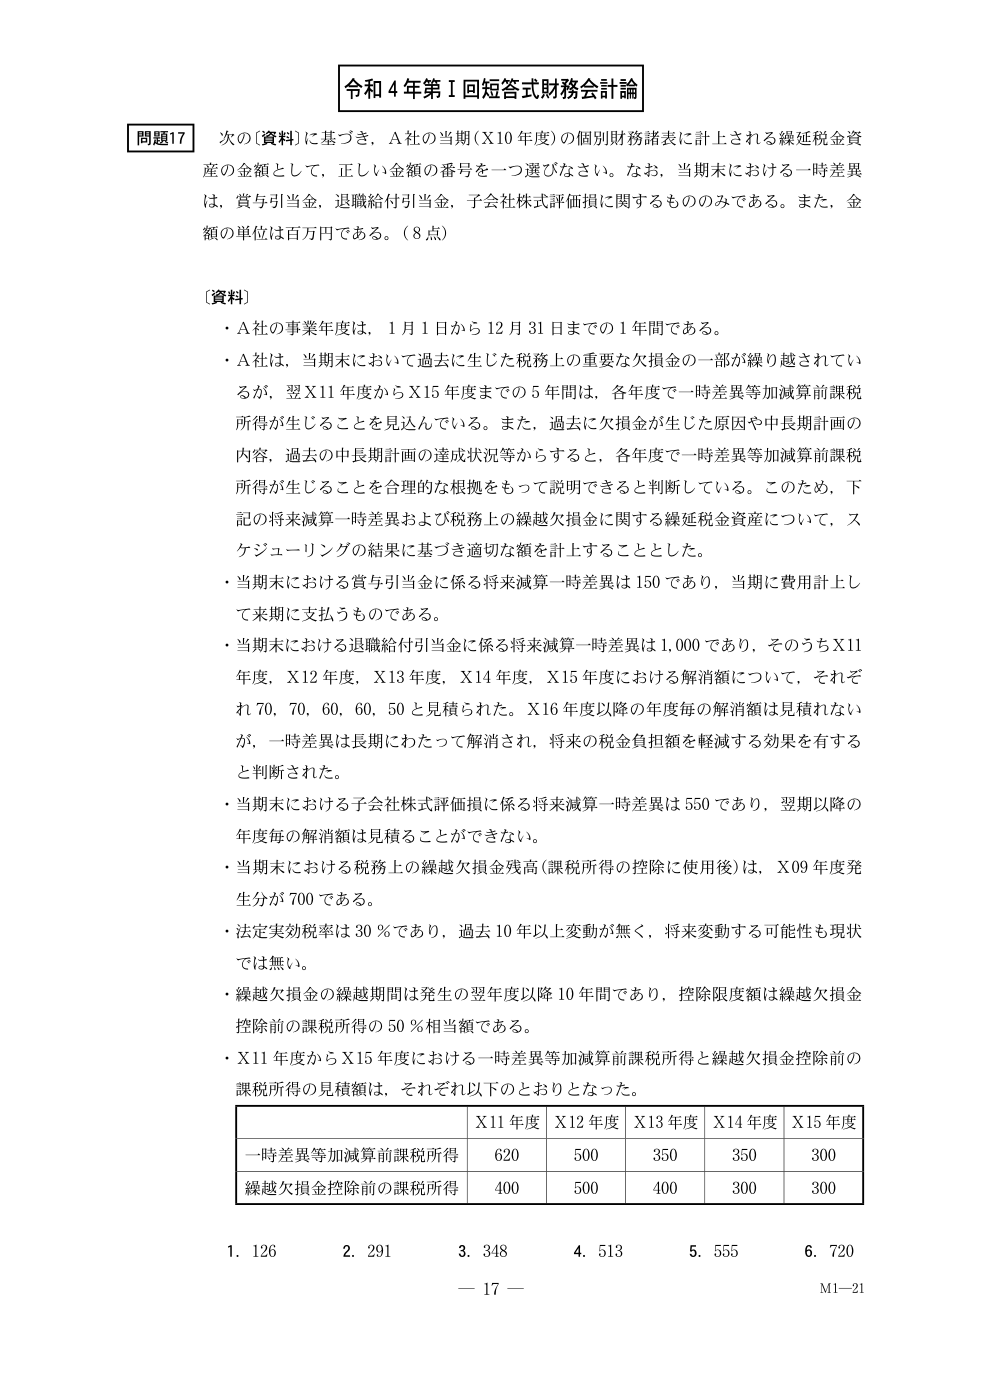 令和4年第Ⅰ回短答式財務会計論
問題17 次の〔資料〕に基づき，A社の当期(X10年度)の個別財務諸表に計上される繰延税金資
産の金額として，正しい金額の番号を一つ選びなさい。なお，当期末における一時差異
は，賞与引当金，退職給付引当金，子会社株式評価損に関するもののみである。また，金
額の単位は百万円である。(8点)
〔資料〕
・A社の事業年度は，1月1日から12月31日までの1年間である。
・A社は，当期末において過去に生じた税務上の重要な欠損金の一部が繰り越されてい
るが，翌X11年度からX15年度までの5年間は，各年度で一時差異等加減算前課税
所得が生じることを見込んでいる。また，過去に欠損金が生じた原因や中長期計画の
内容，過去の中長期計画の達成状況等からすると，各年度で一時差異等加減算前課税
所得が生じることを合理的な根拠をもって説明できると判断している。このため，下
記の将来減算一時差異および税務上の繰越欠損金に関する繰延税金資産について，ス
ケジューリングの結果に基づき適切な額を計上することとした。
・当期末における賞与引当金に係る将来減算一時差異は150であり，当期に費用計上し
て来期に支払うものである。
・当期末における退職給付引当金に係る将来減算一時差異は1,000であり，そのうちX11
年度，X12年度，X13年度，X14年度，X15年度における解消額について，それぞ
れ70，70，60，60，50と見積られた。X16年度以降の年度毎の解消額は見積れない
が，一時差異は長期にわたって解消され，将来の税金負担額を軽減する効果を有する
と判断された。
・当期末における子会社株式評価損に係る将来減算一時差異は550であり，翌期以降の
年度毎の解消額は見積ることができない。
・当期末における税務上の繰越欠損金残高(課税所得の控除に使用後)は，X09年度発
生分が700である。
・法定実効税率は30％であり，過去10年以上変動が無く，将来変動する可能性も現状
では無い。
・繰越欠損金の繰越期間は発生の翌年度以降10年間であり，控除限度額は繰越欠損金
控除前の課税所得の50％相当額である。
・X11年度からX15年度における一時差異等加減算前課税所得と繰越欠損金控除前の
課税所得の見積額は，それぞれ以下のとおりとなった。
X11年度 X12年度 X13年度 X14年度 X15年度
一時差異等加減算前課税所得 620 500 350 350 300
繰越欠損金控除前の課税所得 400 500 400 300 300
1．126 2．291 3．348 4．513 5．555 6．720
― 17 ― M1―21